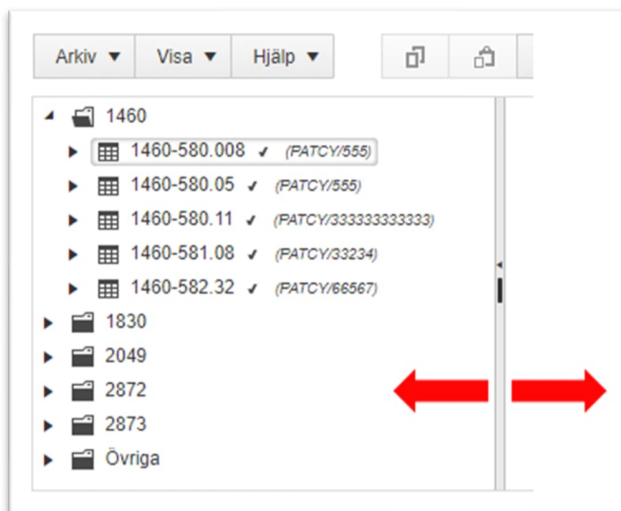 Arkiv Visa Hjälp
1460
1460-580.008 ✓ (PATCY/555)
1460-580.05 ✓ (PATCY/555)
1460-580.11 ✓ (PATCY/333333333333)
1460-581.08 ✓ (PATCY/33234)
1460-582.32 ✓ (PATCY/66567)
1830
2049
2872
2873
Övriga